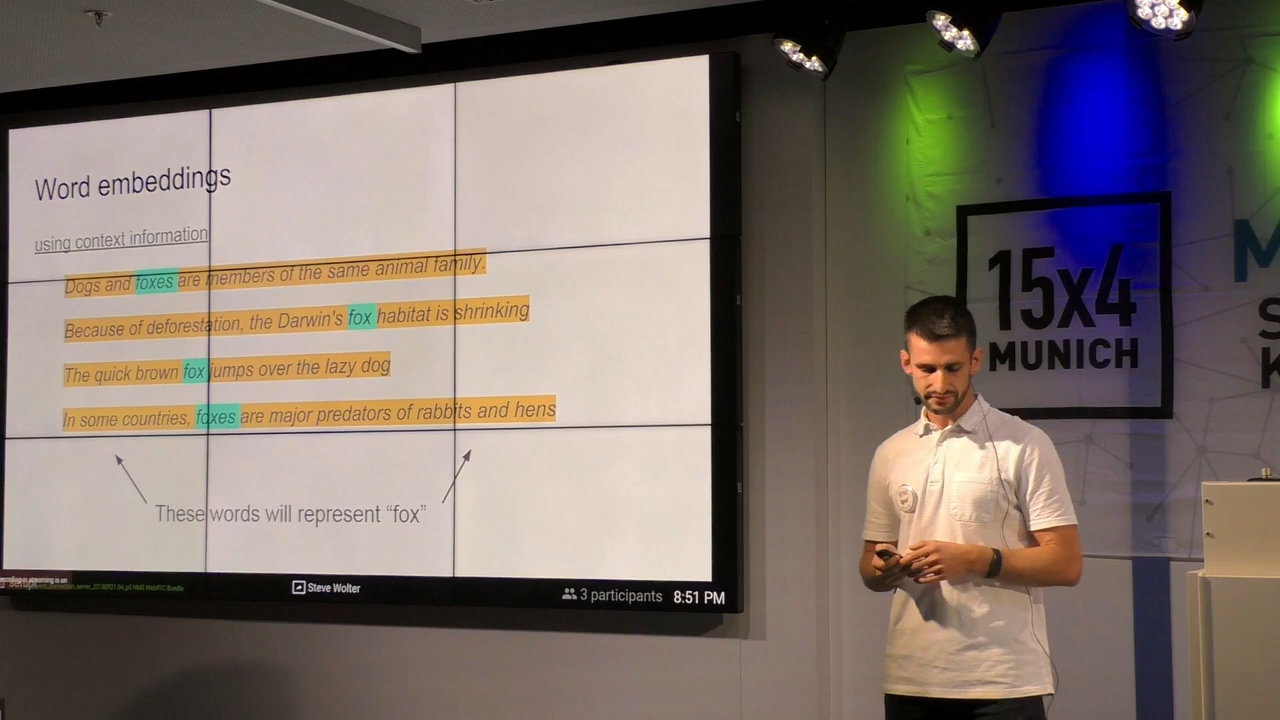 Word embeddings
using context information
Dogs and foxes are members of the same animal family.
Because of deforestation, the Darwin's fox habitat is shrinking
The quick brown fox jumps over the lazy dog
In some countries, foxes are major predators of rabbits and hens
These words will represent “fox”
Steve Wolter
3 participants
8:51 PM
15x4
MUNICH
M
S
K